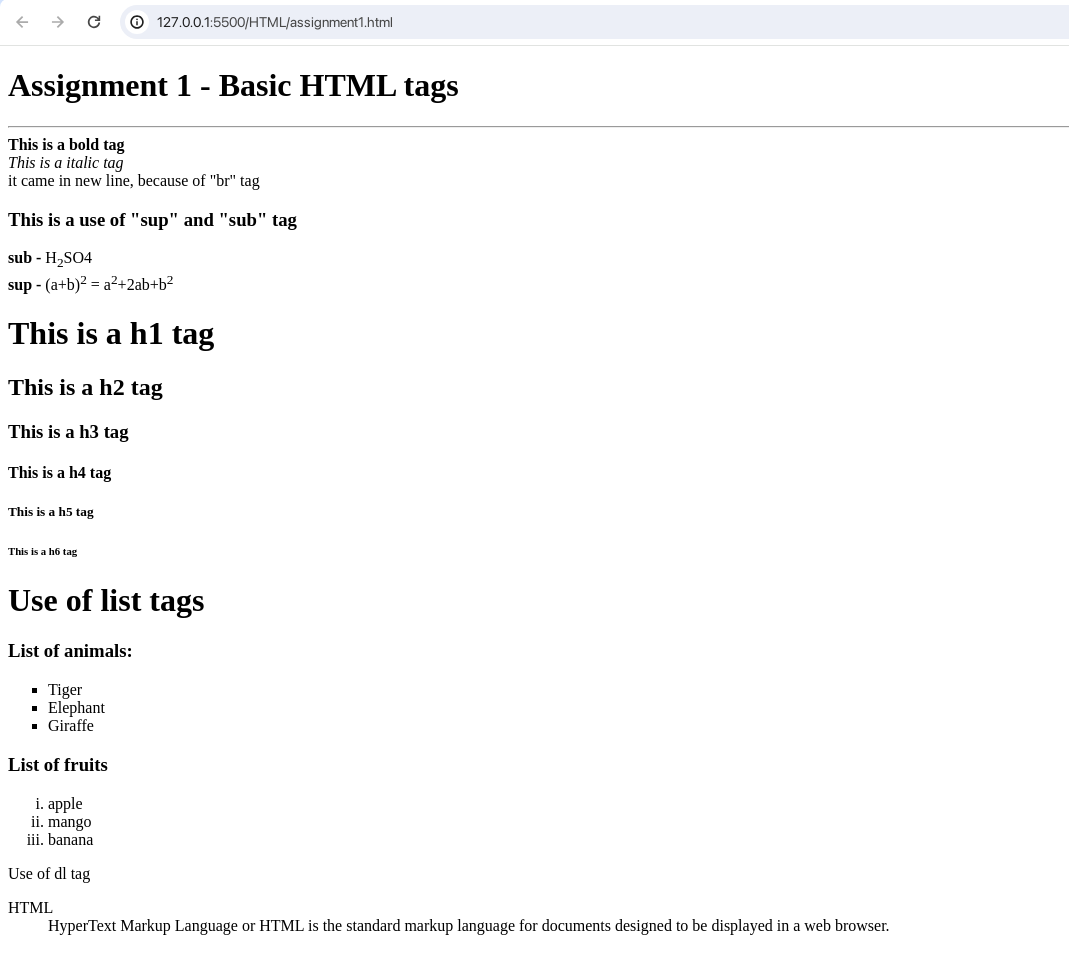 127.0.0.1:5500/HTML/assignment1.html
Assignment 1 - Basic HTML tags
This is a bold tag
This is a italic tag
it came in new line, because of "br" tag
This is a use of "sup" and "sub" tag
sub - H₂SO4
sup - (a+b)² = a²+2ab+b²
This is a h1 tag
This is a h2 tag
This is a h3 tag
This is a h4 tag
This is a h5 tag
This is a h6 tag
Use of list tags
List of animals:
▪ Tiger
▪ Elephant
▪ Giraffe
List of fruits
i. apple
ii. mango
iii. banana
Use of dl tag
HTML
HyperText Markup Language or HTML is the standard markup language for documents designed to be displayed in a web browser.